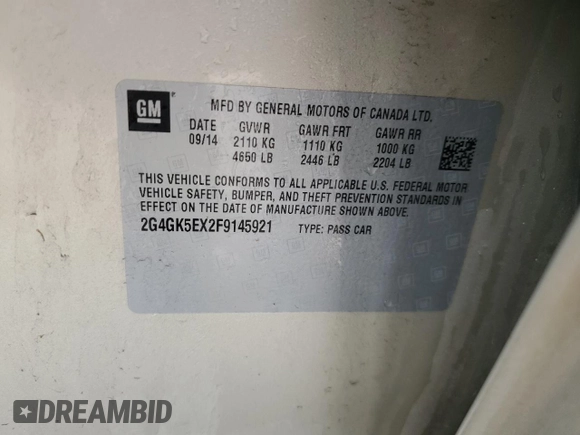 GM
MFD BY GENERAL MOTORS OF CANADA LTD.
DATE GVWR GAWR FRT GAWR RR
09/14 2110 KG 1110 KG 1000 KG
4650 LB 2446 LB 2204 LB
THIS VEHICLE CONFORMS TO ALL APPLICABLE U.S. FEDERAL MOTOR
VEHICLE SAFETY, BUMPER, AND THEFT PREVENTION STANDARDS IN
EFFECT ON THE DATE OF MANUFACTURE SHOWN ABOVE.
2G4GK5EX2F9145921 TYPE: PASS CAR
DREAMBID